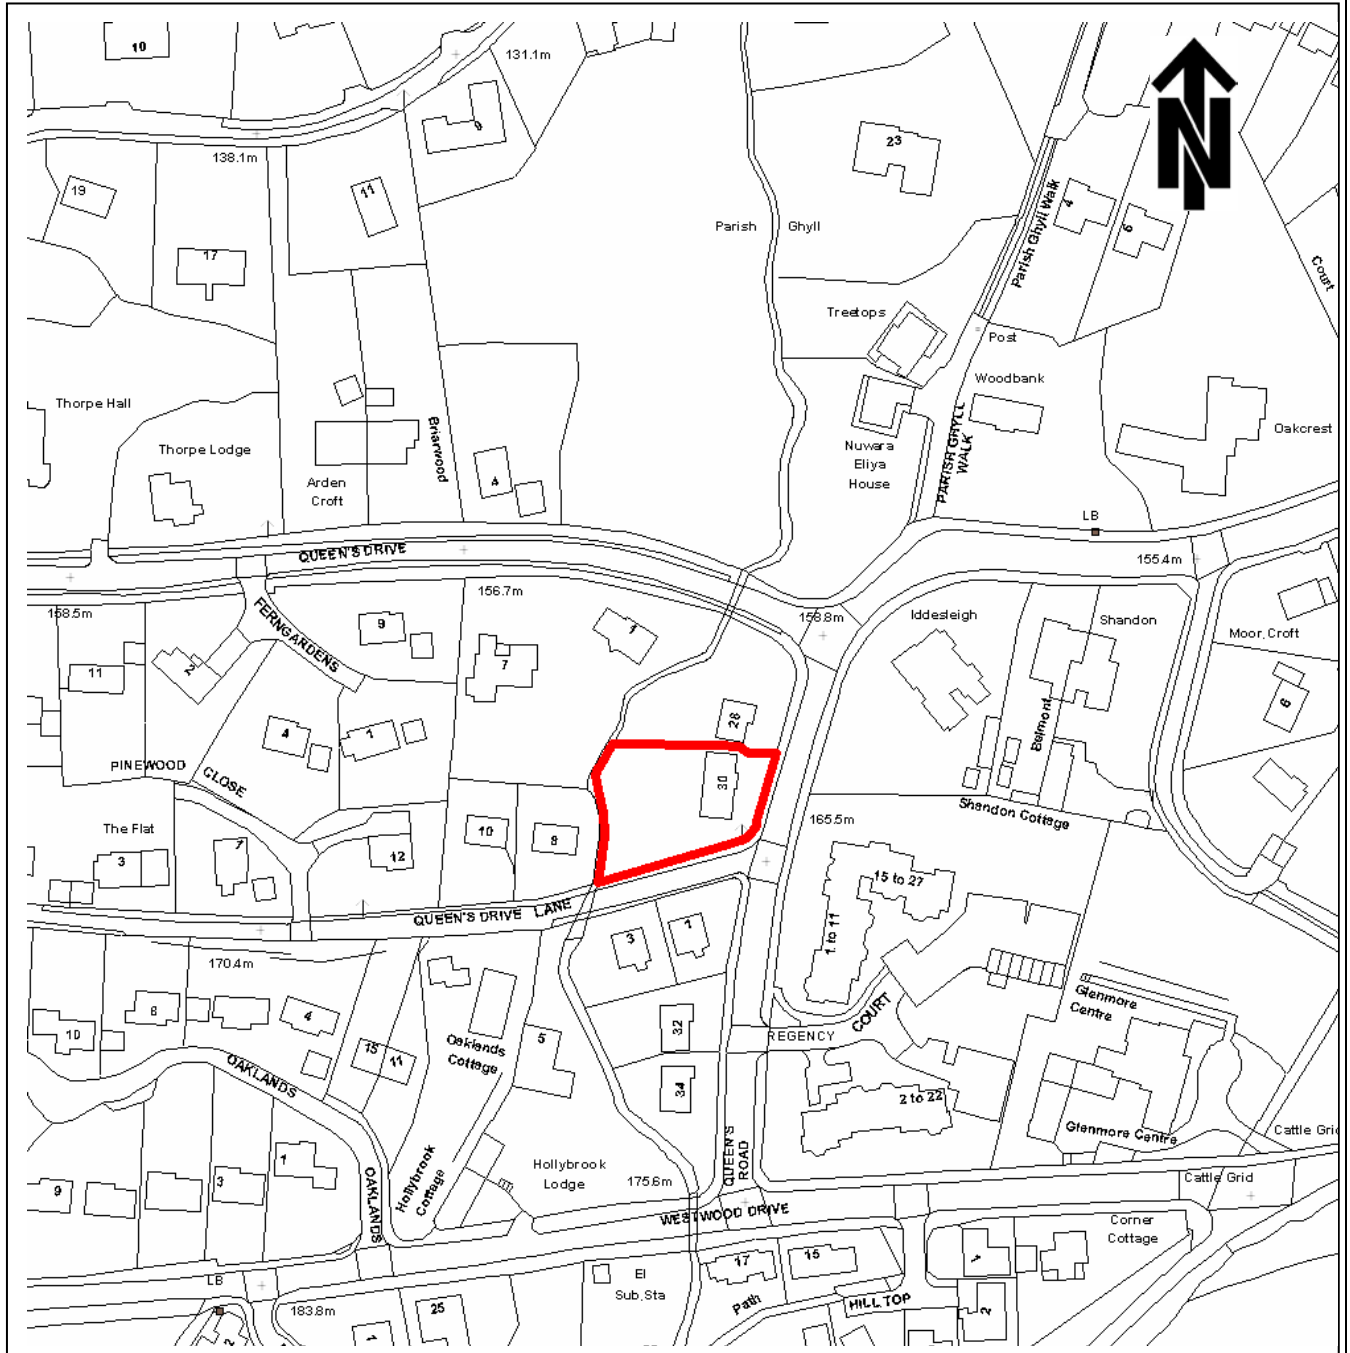 10
131.1m
N
9
23
138.1m
19
11
4
6
Parish Ghyll
Parish Ghyll Walk
17
Court
Treetops
Post
Woodbank
Thorpe Hall
Thorpe Lodge
Briarwood
PARISH GHYLL
WALK
Oakcrest
Nuwara
Eliya
House
Arden
Croft
4
LB
QUEEN'S DRIVE
155.4m
156.7m
158.5m
FERNGARDENS
9
1
158.8m
Iddesleigh
Shandon
Moor, Croft
7
2
11
6
28
Belmont
4
1
PINEWOOD
CLOSE
30
Shandon Cottage
165.5m
The Flat
10
9
3
7
12
15 to 27
QUEEN'S DRIVE LANE
1 to 11
3
1
170.4m
Glenmore
Centre
8
4
COURT
10
32
REGENCY
15
11
Oaklands
Cottage
5
OAKLANDS
34
2 to 22
Glenmore Centre
Cattle Grid
QUEEN'S
ROAD
1
Hollybrook
Lodge
Hollybrook
Cottage
175.6m
Cattle Grid
9
3
OAKLANDS
WESTWOOD DRIVE
Corner
Cottage
17
15
1
LB
El
Sub, Sta
183.8m
Path
HILL TOP
25
2
1
2